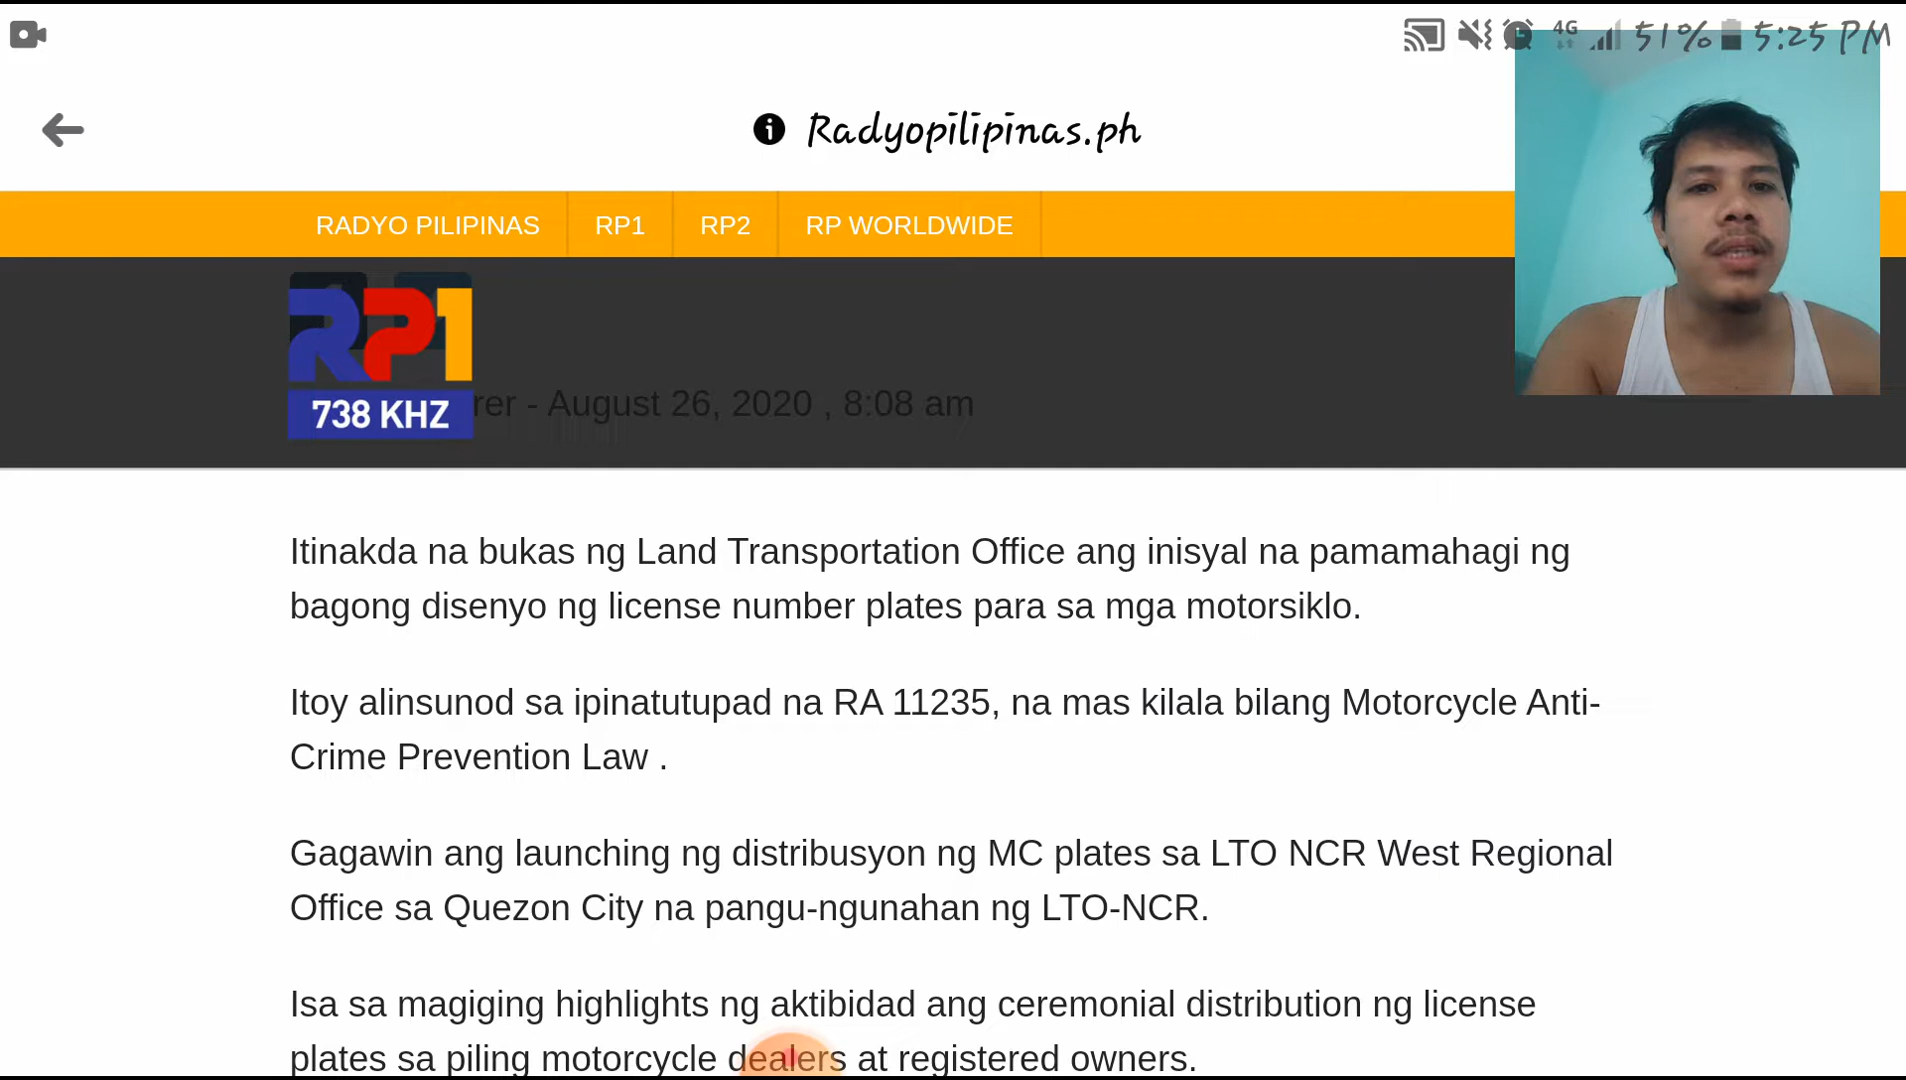 4G 51% 5:25 PM
Radyopilipinas.ph
RADYO PILIPINAS RP1 RP2 RP WORLDWIDE
RP1
738 KHZ
rer - August 26, 2020 , 8:08 am
Itinakda na bukas ng Land Transportation Office ang inisyal na pamamahagi ng
bagong disenyo ng license number plates para sa mga motorsiklo.
Itoy alinsunod sa ipinatutupad na RA 11235, na mas kilala bilang Motorcycle Anti-
Crime Prevention Law .
Gagawin ang launching ng distribusyon ng MC plates sa LTO NCR West Regional
Office sa Quezon City na pangu-ngunahan ng LTO-NCR.
Isa sa magiging highlights ng aktibidad ang ceremonial distribution ng license
plates sa piling motorcycle dealers at registered owners.